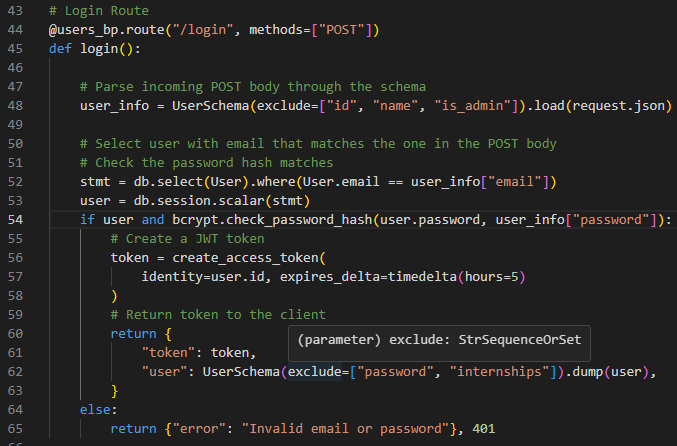 43 # Login Route
44 @users_bp.route("/login", methods=["POST"])
45 def login():
46
47     # Parse incoming POST body through the schema
48     user_info = UserSchema(exclude=["id", "name", "is_admin"]).load(request.json)
49
50     # Select user with email that matches the one in the POST body
51     # Check the password hash matches
52     stmt = db.select(User).where(User.email == user_info["email"])
53     user = db.session.scalar(stmt)
54     if user and bcrypt.check_password_hash(user.password, user_info["password"]):
55         # Create a JWT token
56         token = create_access_token(
57             identity=user.id, expires_delta=timedelta(hours=5)
58         )
59         # Return token to the client
60         return {
(parameter) exclude: StrSequenceOrSet
61             "token": token,
62             "user": UserSchema(exclude=["password", "internships"]).dump(user),
63         }
64     else:
65         return {"error": "Invalid email or password"}, 401